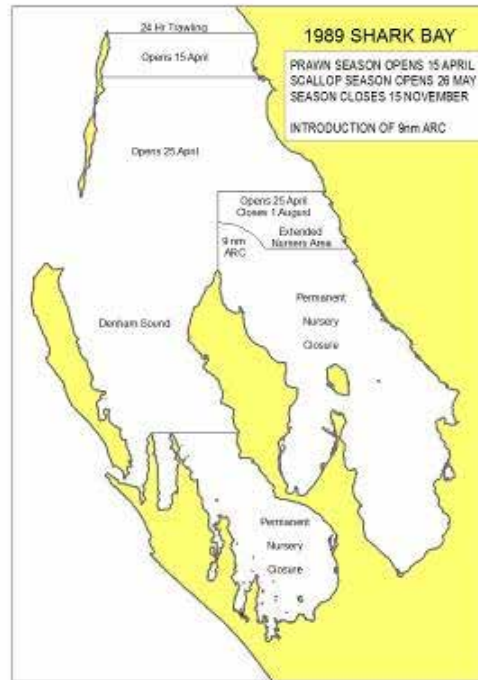 24 Hr Trawling
1989 SHARK BAY
PRAWN SEASON OPENS 15 APRIL
SCALLOP SEASON OPENS 26 MAY
SEASON CLOSES 15 NOVEMBER
INTRODUCTION OF 9nm ARC
Opens 15 April
Opens 25 April
Opens 25 April
Closes 1 August
Extended
Nursery Area
9 nm
ARC
Permanent
Nursery
Closure
Denham Sound
Permanent
Nursery
Closure